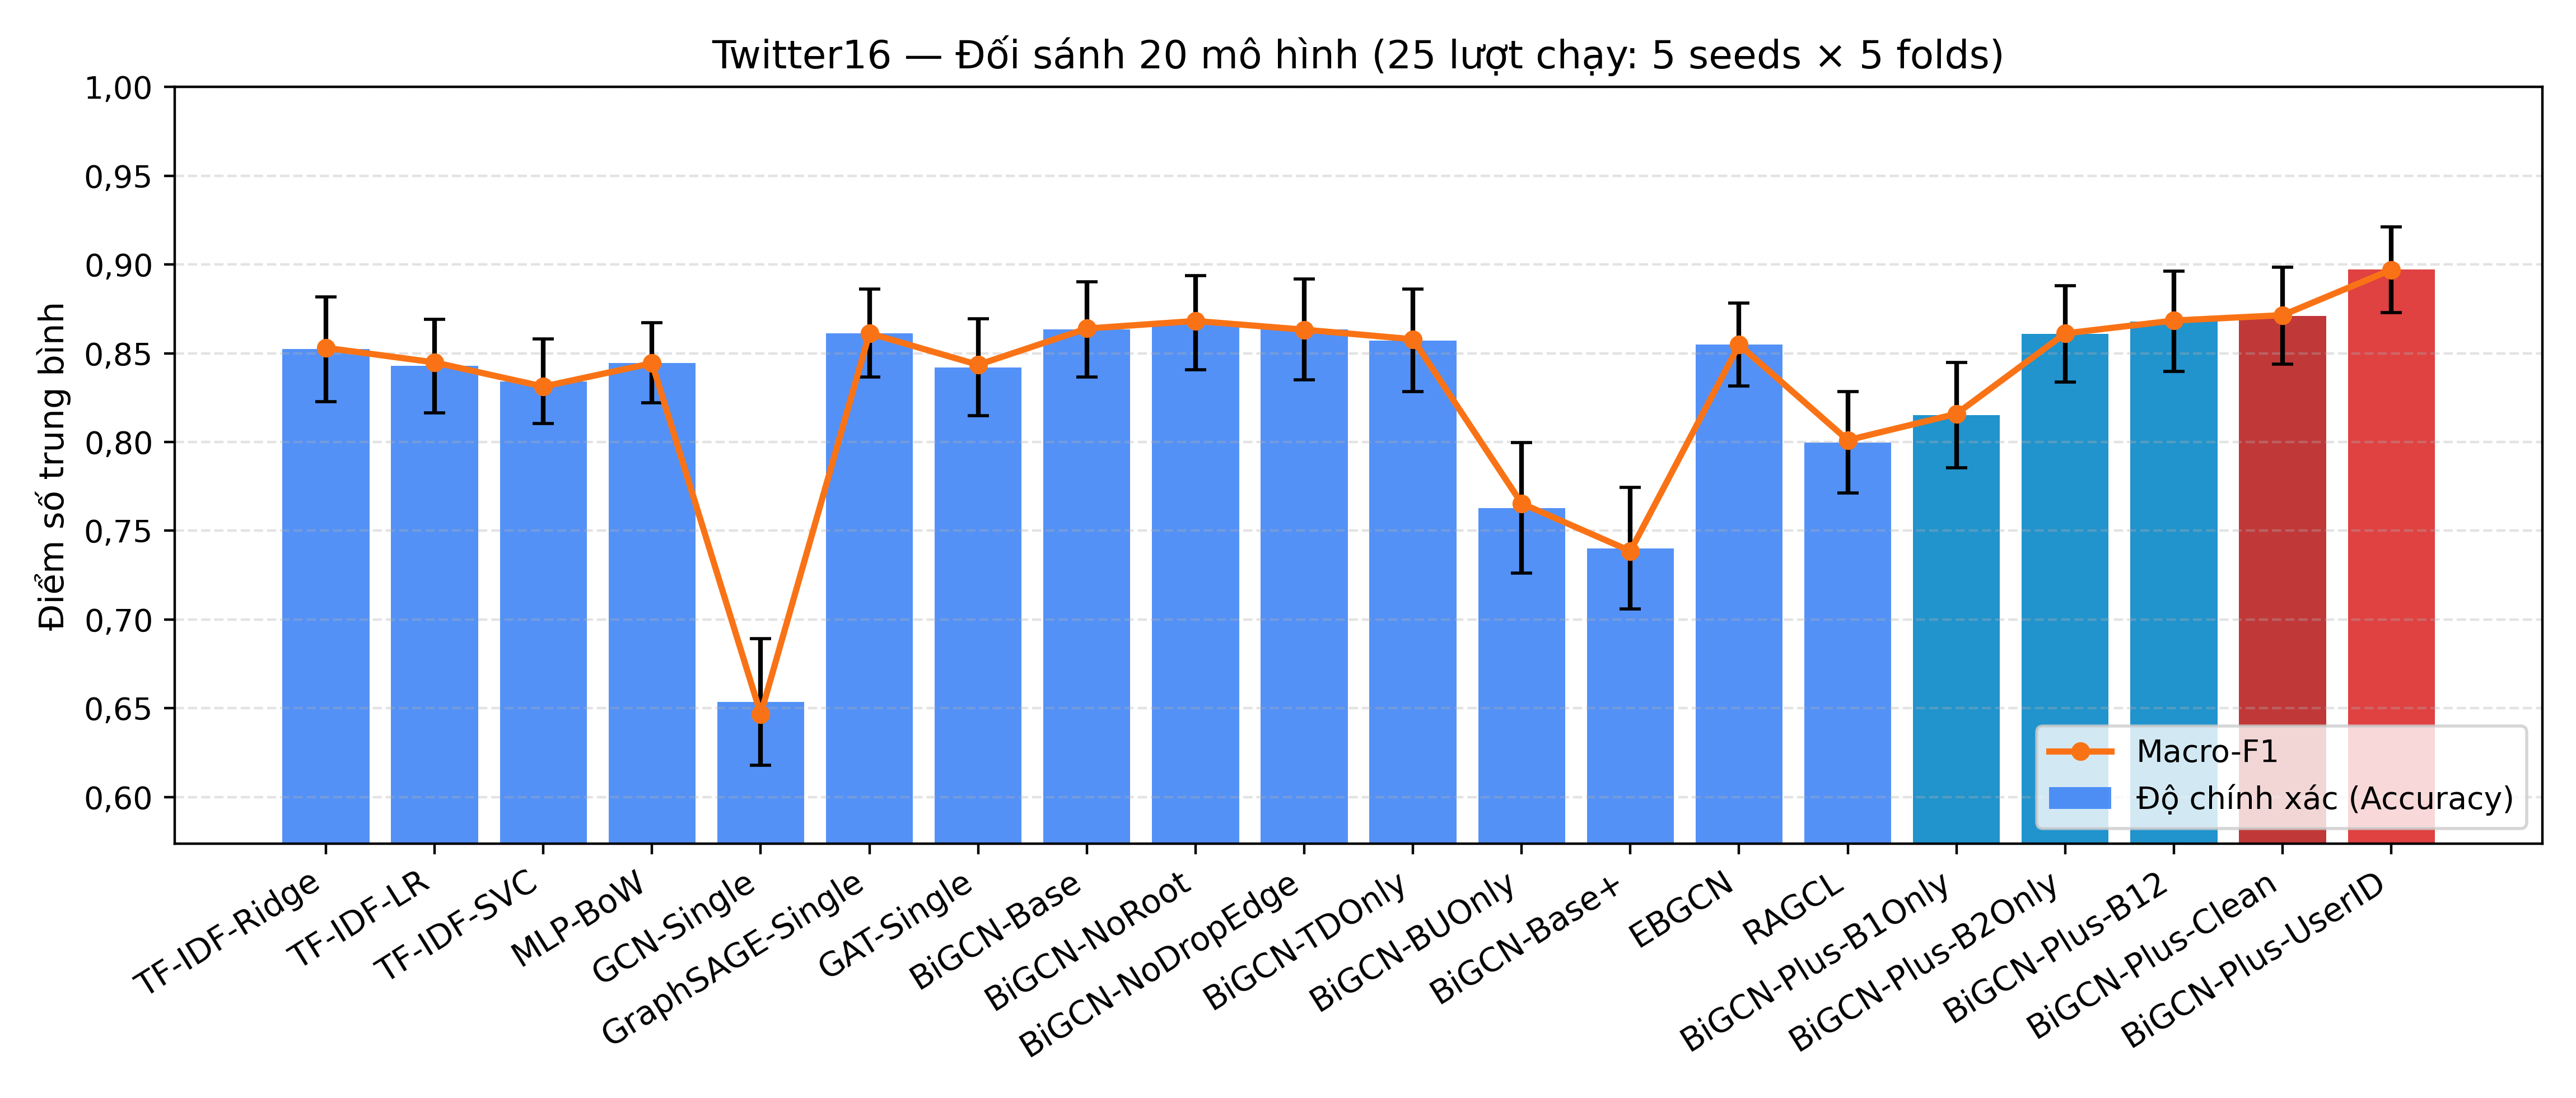 Twitter16 — Đối sánh 20 mô hình (25 lượt chạy: 5 seeds × 5 folds)
Điểm số trung bình
1,00
0,95
0,90
0,85
0,80
0,75
0,70
0,65
0,60
Macro-F1
Độ chính xác (Accuracy)
TF-IDF-Ridge
TF-IDF-LR
TF-IDF-SVC
MLP-BoW
GCN-Single
GraphSAGE-Single
GAT-Single
BiGCN-Base
BiGCN-NoRoot
BiGCN-NoDropEdge
BiGCN-TDOnly
BiGCN-BUOnly
BiGCN-Base+
EBGCN
RAGCL
BiGCN-Plus-B1Only
BiGCN-Plus-B2Only
BiGCN-Plus-B12
BiGCN-Plus-Clean
BiGCN-Plus-UserID